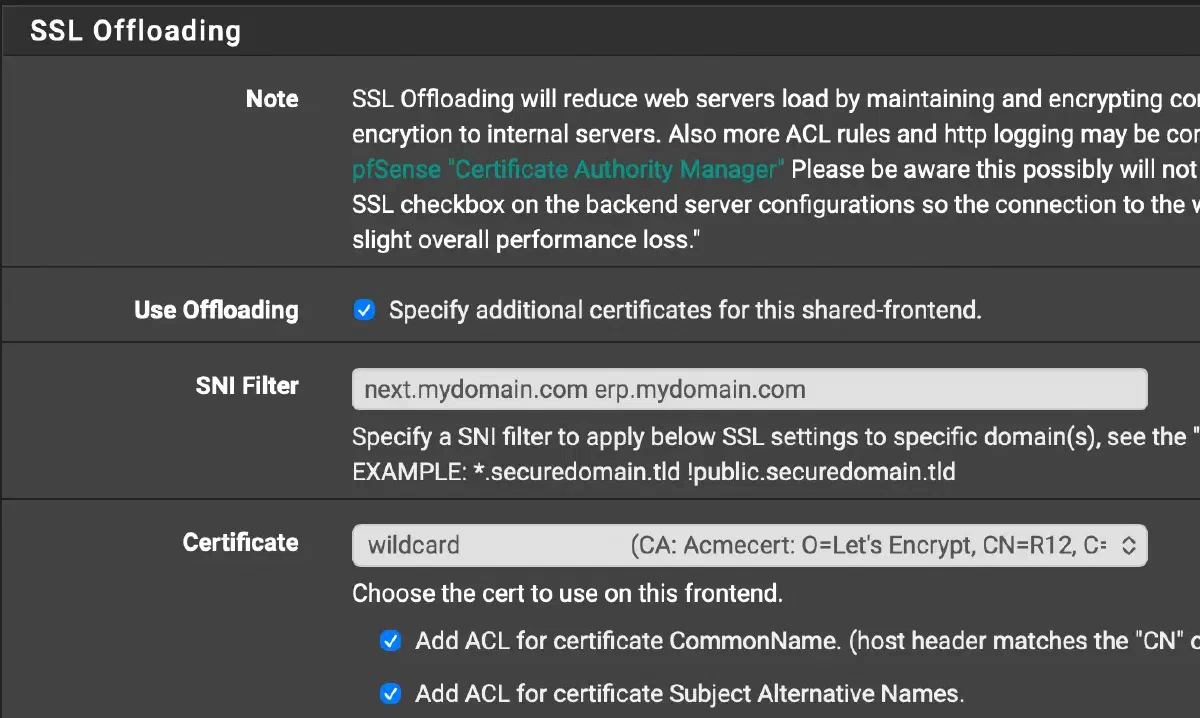 SSL Offloading
Note
SSL Offloading will reduce web servers load by maintaining and encrypting
encrytion to internal servers. Also more ACL rules and http logging may be
pfSense "Certificate Authority Manager" Please be aware this possibly will not
SSL checkbox on the backend server configurations so the connection to the
slight overall performance loss."
Use Offloading
Specify additional certificates for this shared-frontend.
SNI Filter
next.mydomain.com erp.mydomain.com
Specify a SNI filter to apply below SSL settings to specific domain(s), see the "
EXAMPLE: *.securedomain.tld !public.securedomain.tld
Certificate
wildcard (CA: Acmecert: O=Let's Encrypt, CN=R12, C=
Choose the cert to use on this frontend.
Add ACL for certificate CommonName. (host header matches the "CN"
Add ACL for certificate Subject Alternative Names.